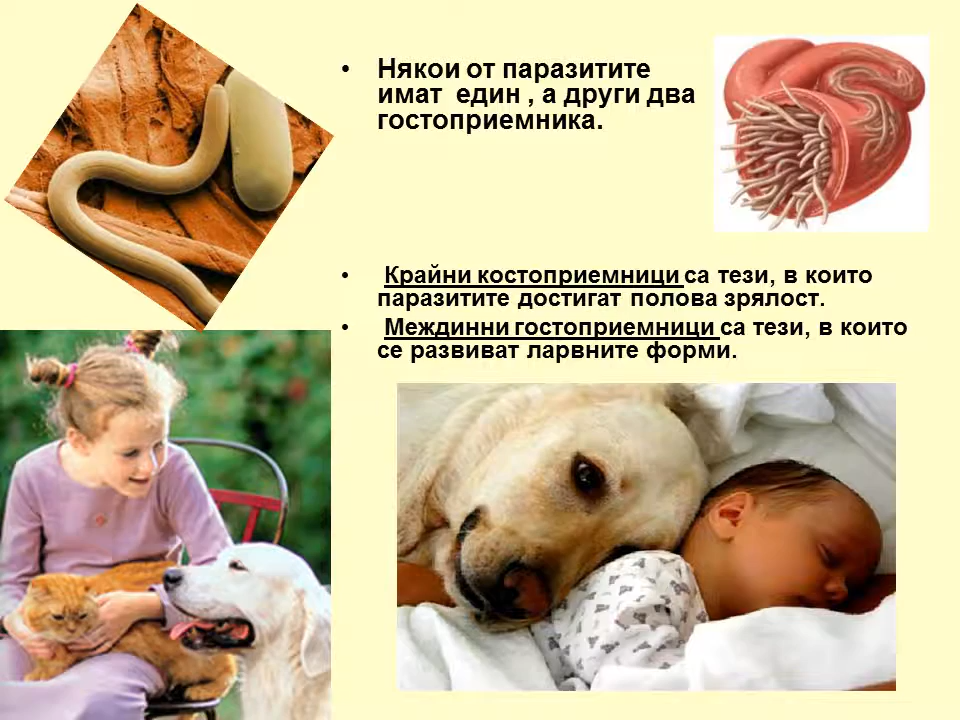 • Някои от паразитите
имат един , а други два
гостоприемника.
• Крайни костоприемници са тези, в които
паразитите достигат полова зрялост.
• Междинни гостоприемници са тези, в които
се развиват ларвните форми.